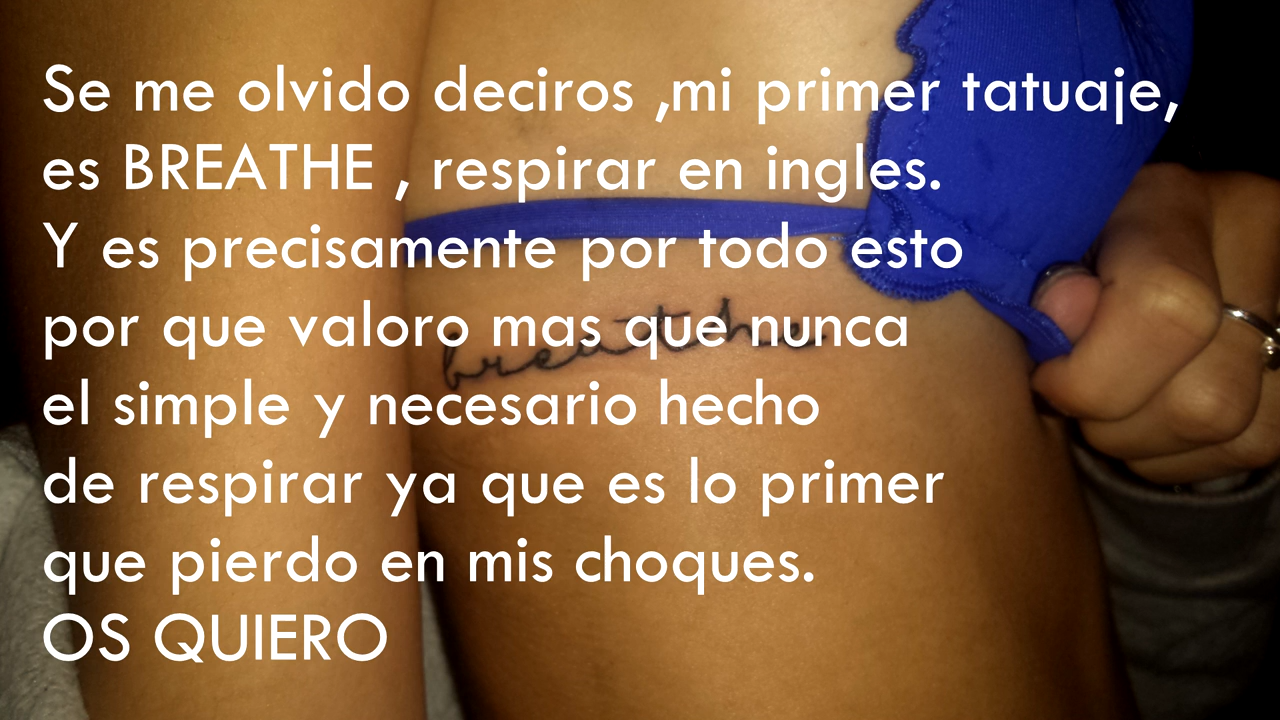 Se me olvido deciros ,mi primer tatuaje,
es BREATHE , respirar en ingles.
Y es precisamente por todo esto
por que valoro mas que nunca
breathe
el simple y necesario hecho
de respirar ya que es lo primer
que pierdo en mis choques.
OS QUIERO